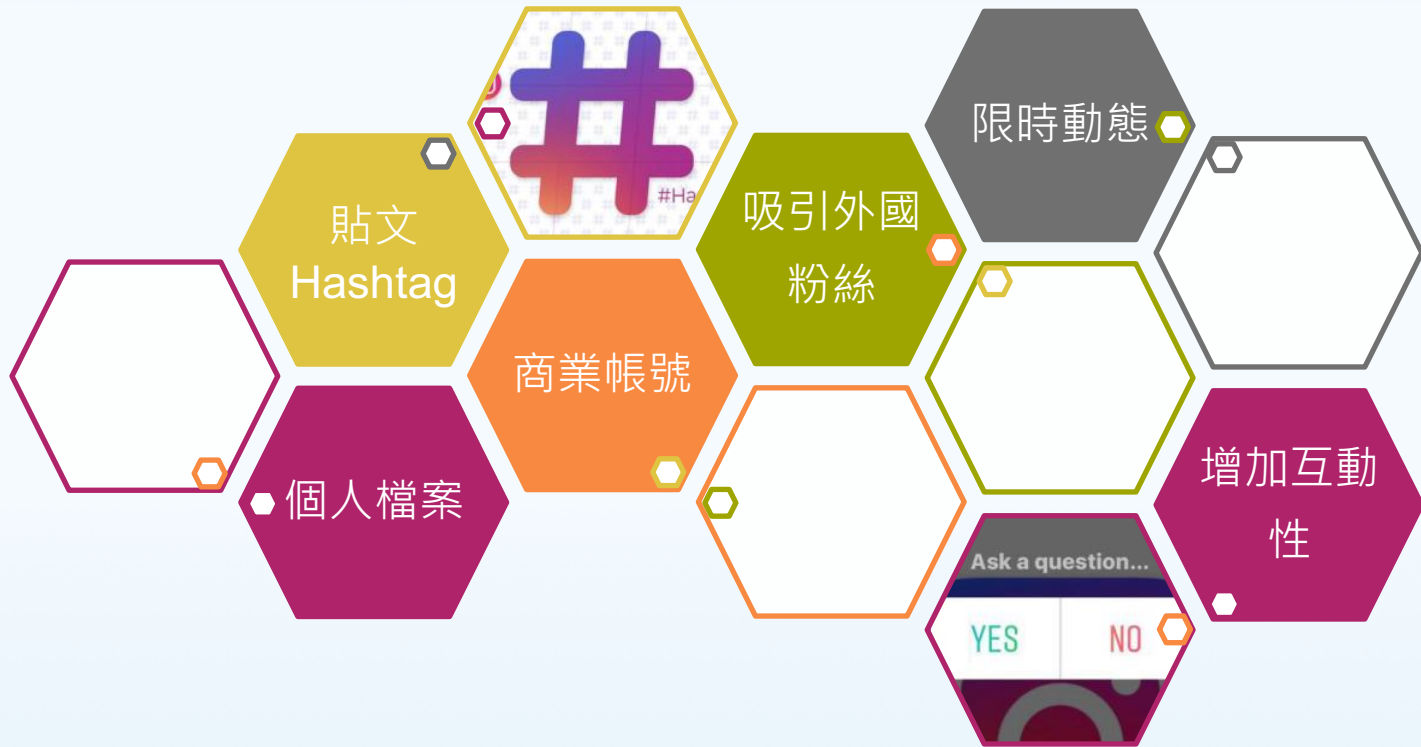 貼文
Hashtag
個人檔案
#Ha
商業帳號
吸引外國
粉絲
限時動態
Ask a question...
YES
NO
增加互動
性